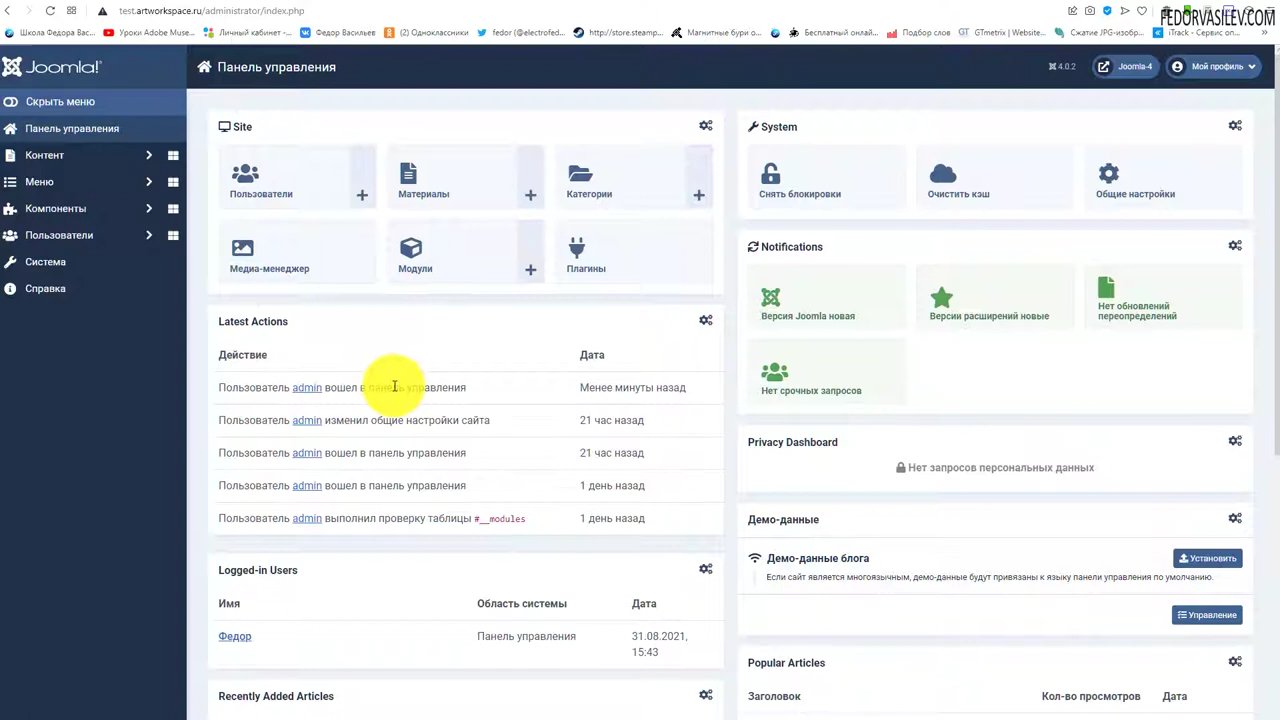 test.artworkspace.ru/administrator/index.php
FEDORVASILEV.COM
Школа Федора Вас...
Уроки Adobe Muse...
Личный кабинет -...
Федор Васильев
(2) Одноклассники
fedor (@electrofed...
http://store.steamp...
Магнитные бури о...
Бесплатный онлай...
Подбор слов
GTmetrix | Website...
Сжатие JPG-изобр...
iTrack - Сервис оп...
Joomla!
Панель управления
4.0.2
Joomla-4
Мой профиль
Скрыть меню
Панель управления
Контент
Меню
Компоненты
Пользователи
Система
Справка
Site
Пользователи
Материалы
Категории
Медиа-менеджер
Модули
Плагины
System
Снять блокировки
Очистить кэш
Общие настройки
Notifications
Версия Joomla новая
Версии расширений новые
Нет обновлений
переопределений
Нет срочных запросов
Latest Actions
Действие Дата
Пользователь admin вошел в панель управления Менее минуты назад
Пользователь admin изменил общие настройки сайта 21 час назад
Пользователь admin вошел в панель управления 21 час назад
Пользователь admin вошел в панель управления 1 день назад
Пользователь admin выполнил проверку таблицы #__modules 1 день назад
Privacy Dashboard
Нет запросов персональных данных
Демо-данные
Демо-данные блога
Установить
Если сайт является многоязычным, демо-данные будут привязаны к языку панели управления по умолчанию.
Управление
Logged-in Users
Имя Область системы Дата
Федор Панель управления 31.08.2021,
15:43
Popular Articles
Заголовок Кол-во просмотров Дата
Recently Added Articles